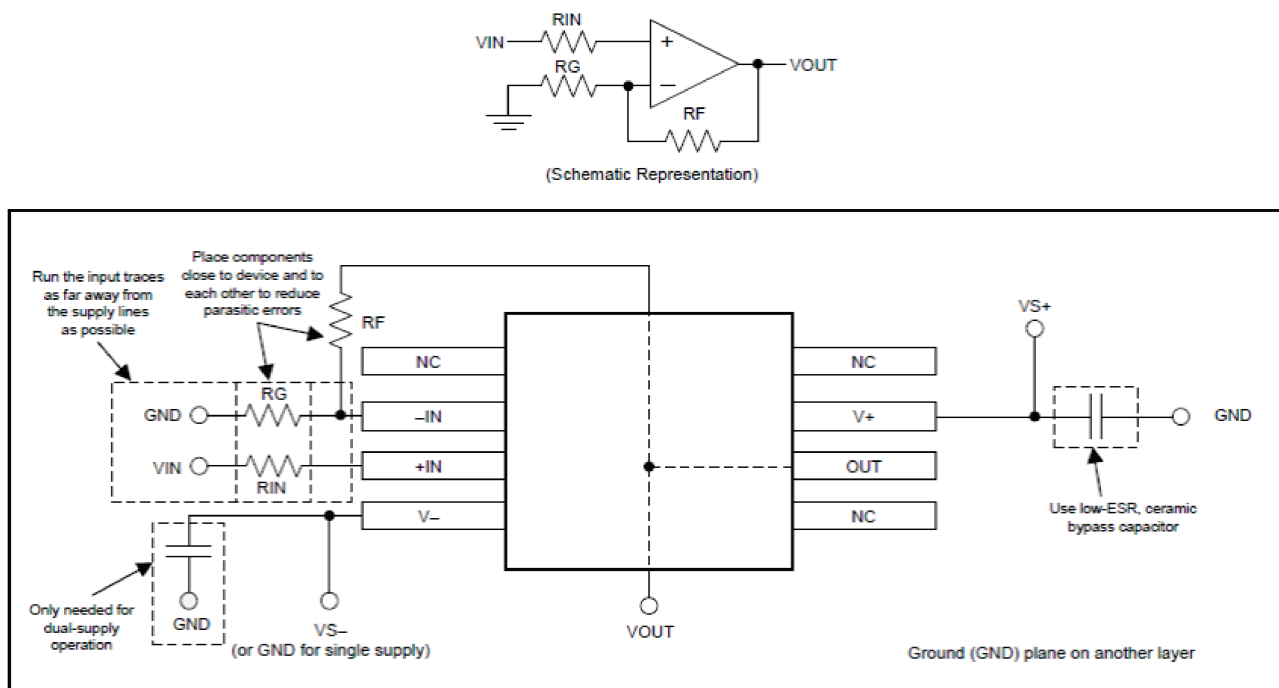 RIN
VIN
+
RG
VOUT
–
RF
(Schematic Representation)
Place components
close to device and to
each other to reduce
parasitic errors
Run the input traces
as far away from
the supply lines
as possible
RF
VS+
NC
NC
RG
GND
–IN
V+
GND
VIN
+IN
OUT
RIN
V–
NC
Use low-ESR, ceramic
bypass capacitor
Only needed for
dual-supply
operation
GND
VS–
(or GND for single supply)
VOUT
Ground (GND) plane on another layer